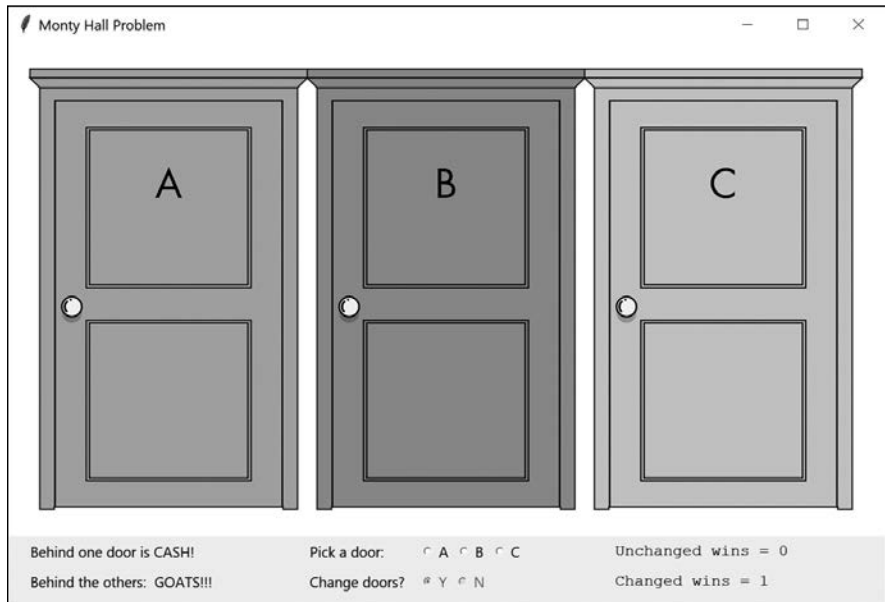 Monty Hall Problem
A B C
Behind one door is CASH! Pick a door: A B C Unchanged wins = 0
Behind the others: GOATS!!! Change doors? Y N Changed wins = 1